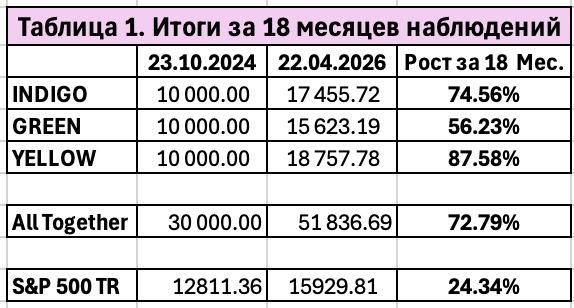 Таблица 1. Итоги за 18 месяцев наблюдений
23.10.2024 22.04.2026 Рост за 18 Мес.
INDIGO 10 000.00 17 455.72 74.56%
GREEN 10 000.00 15 623.19 56.23%
YELLOW 10 000.00 18 757.78 87.58%
All Together 30 000.00 51 836.69 72.79%
S&P 500 TR 12811.36 15929.81 24.34%